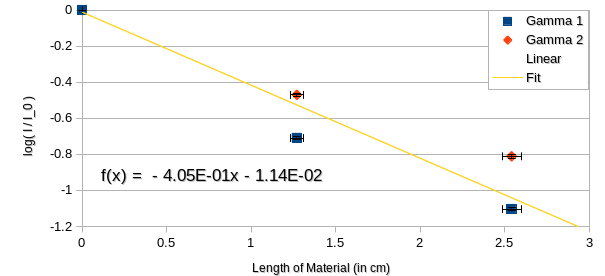 0
-0.2
-0.4
-0.6
-0.8
-1
-1.2
log( I / I_0 )
Gamma 1
Gamma 2
Linear
Fit
f(x) =  - 4.05E-01x - 1.14E-02
0 0.5 1 1.5 2 2.5 3
Length of Material (in cm)